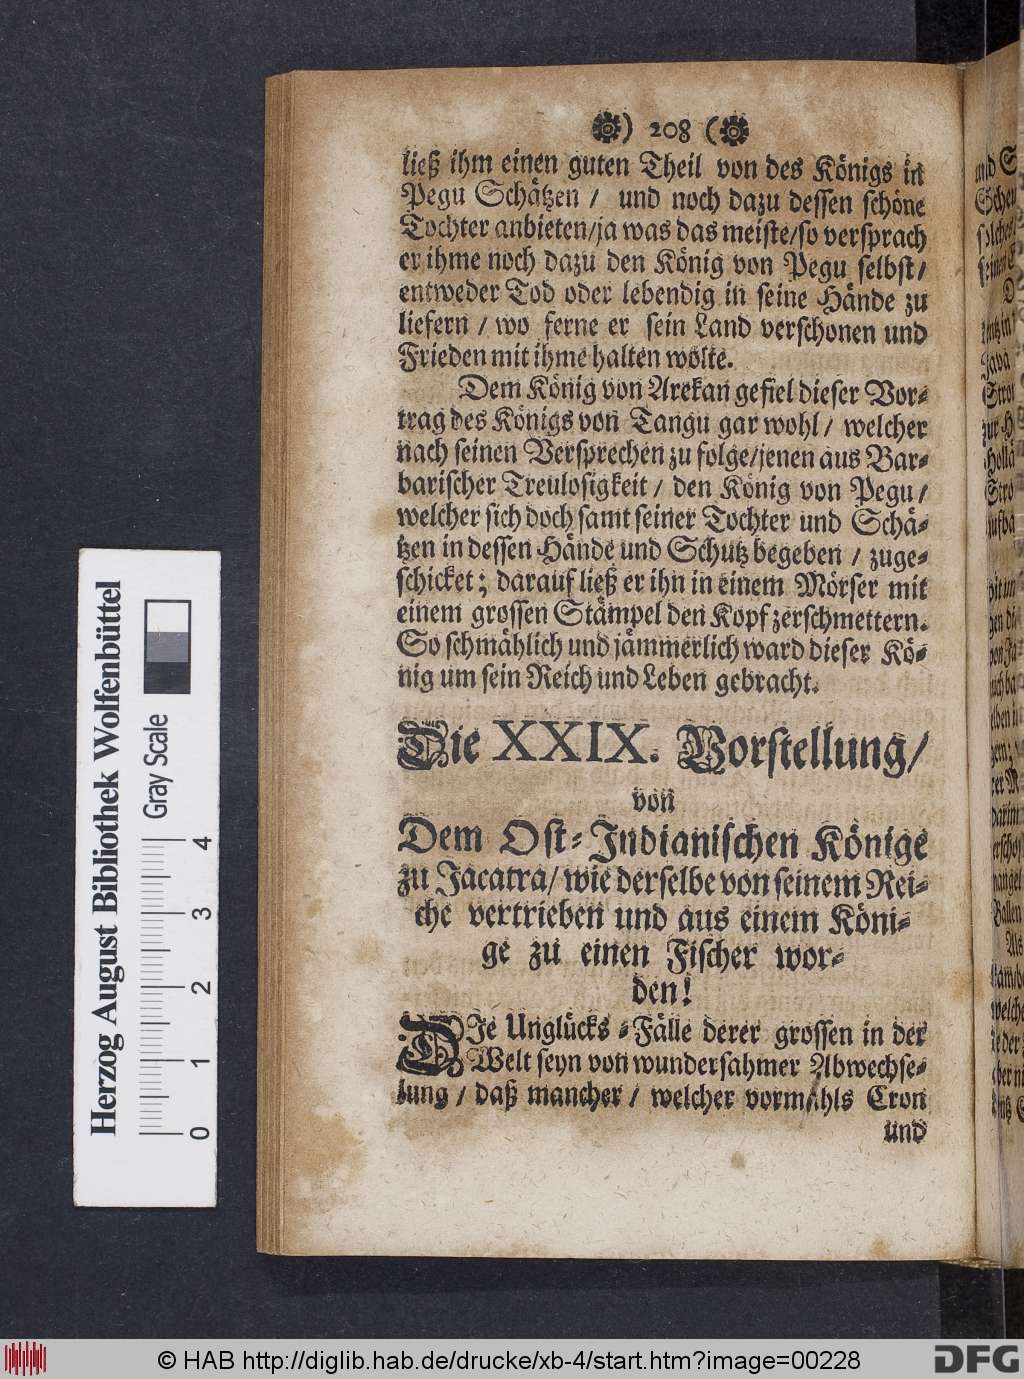 ) 208 (
ließ ihm einen guten Theil von des Königs in
Pegu Schätzen / und noch dazu dessen schöne
Tochter anbieten/ja was das meiste/so versprach
er ihme noch dazu den König von Pegu selbst/
entweder Tod oder lebendig in seine Hände zu
liefern / wo ferne er sein Land verschonen und
Frieden mit ihme halten wolte.
Dem König von Arekan gefiel dieser Vor-
trag des Königs von Tangu gar wohl / welcher
nach seinen Versprechen zu folge/jenen aus Bar-
barischer Treulosigkeit / den König von Pegu /
welcher sich doch samt seiner Tochter und Schä-
tzen in dessen Hände und Schutz begeben / zuge-
schicket; darauf ließ er ihn in einem Mörser mit
einem grossen Stämpel den Kopf zerschmettern.
So schmählich und jämmerlich ward dieser Kö-
nig um sein Reich und Leben gebracht.
Die XXIX. Vorstellung/
von
Dem Ost-Indianischen Könige
zu Jacatra/ wie derselbe von seinem Rei-
che vertrieben und aus einem Köni-
ge zu einen Fischer wor-
den!
DIe Unglücks-Fälle derer grossen in der
Welt seyn von wundersahmer Abwechse-
lung / daß mancher / welcher vormahls Cron
und
Herzog August Bibliothek Wolfenbüttel
Gray Scale
0 1 2 3 4
© HAB http://diglib.hab.de/drucke/xb-4/start.htm?image=00228
DFG